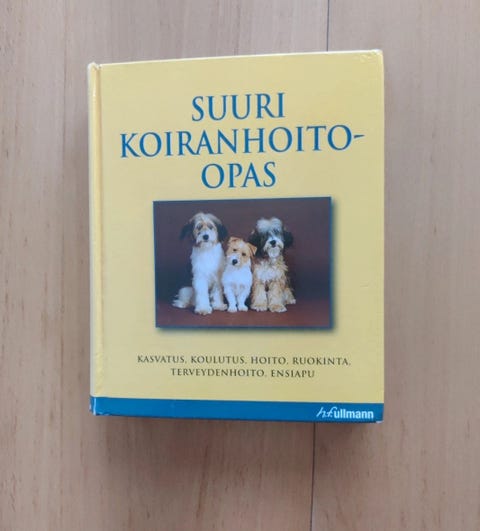 SUURI
KOIRANHOITO-
OPAS
KASVATUS, KOULUTUS, HOITO, RUOKINTA,
TERVEYDENHOITO, ENSIAPU
h.f.ullmann